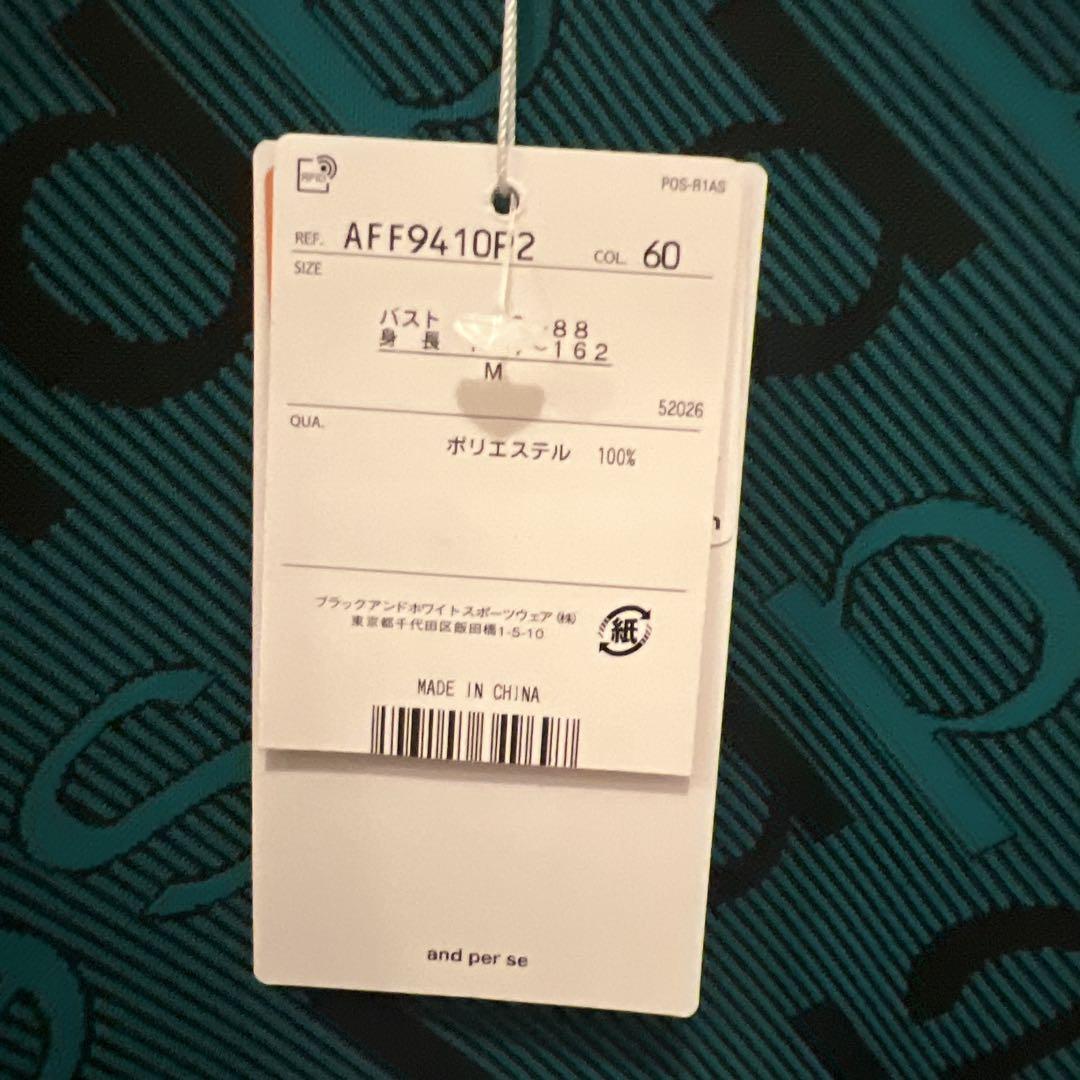 RFID
POS-R1AS
REF. AFF9410P2 COL. 60
SIZE
バスト 88
身長 ~162
M
52026
QUA.
ポリエステル 100%
ブラックアンドホワイトスポーツウェア㈱
東京都千代田区飯田橋1-5-10
紙
MADE IN CHINA
and per se